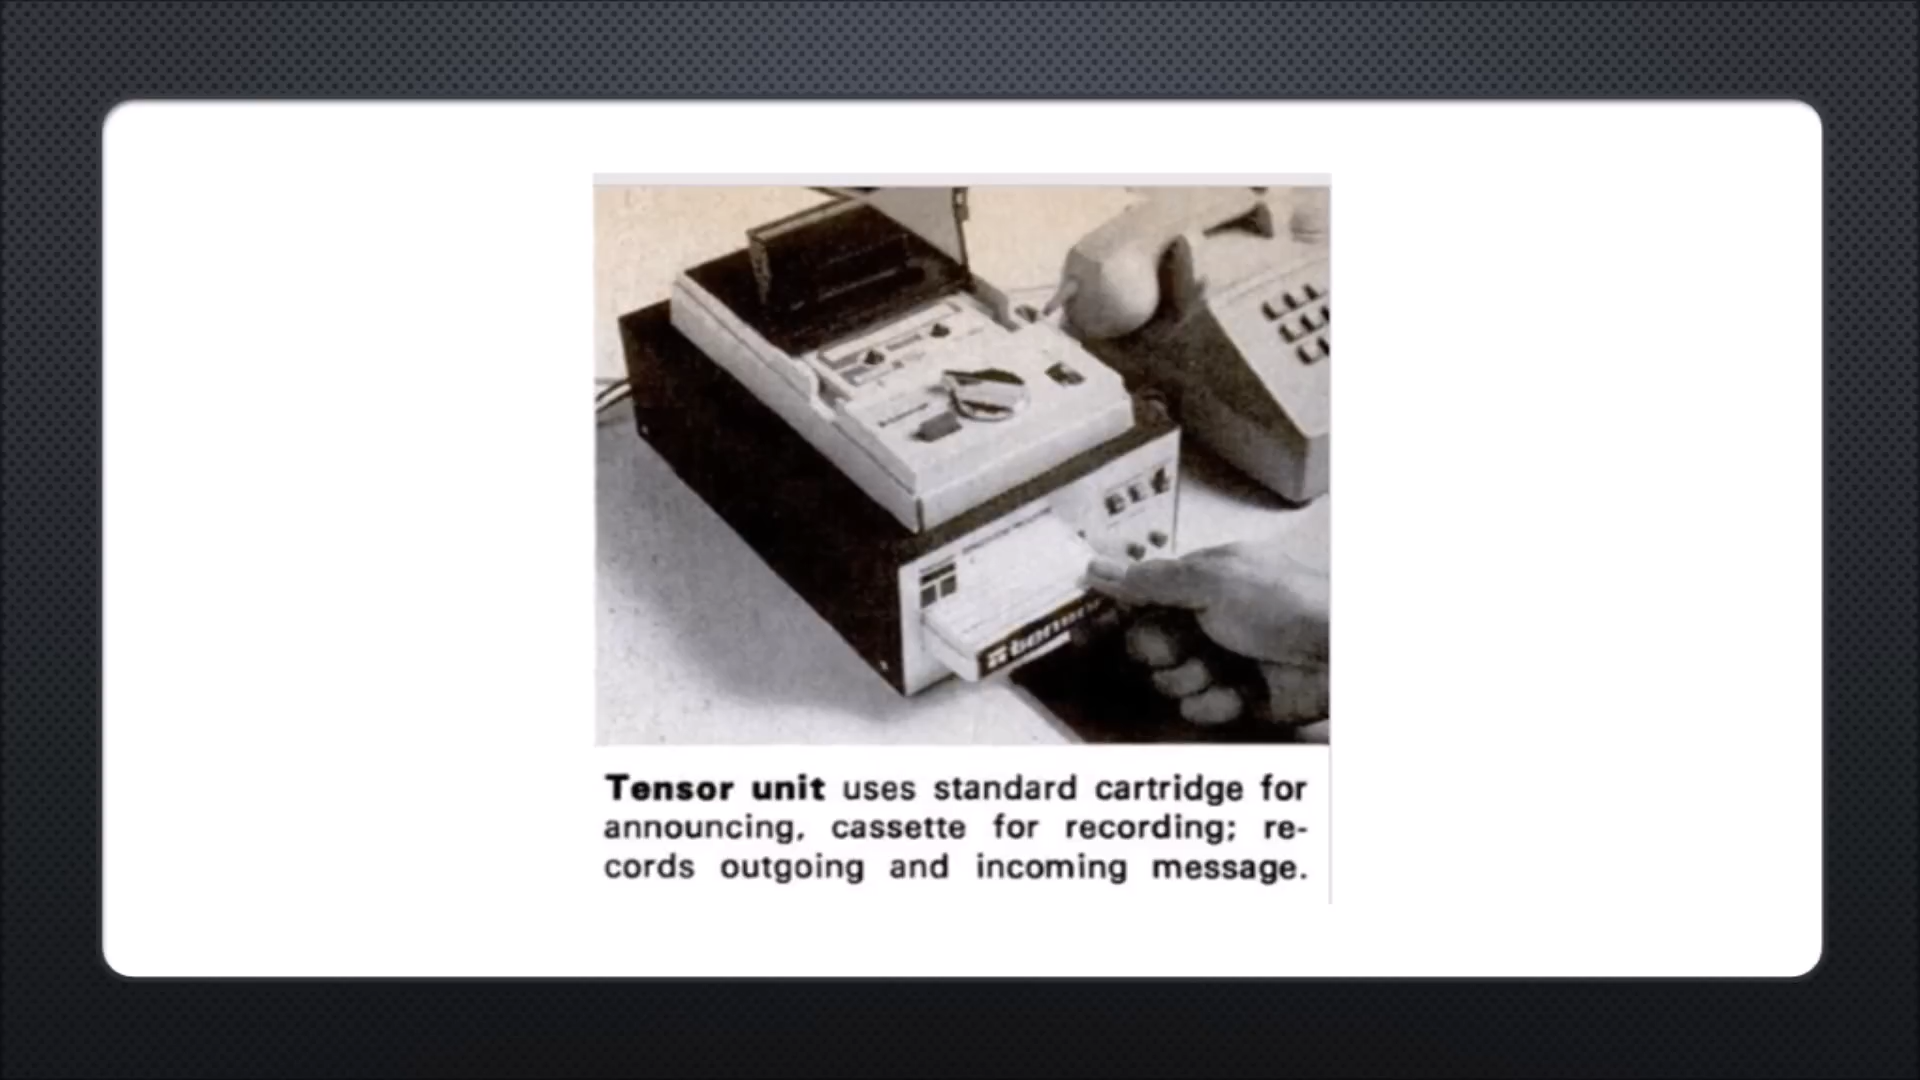 Tensor unit uses standard cartridge for
announcing, cassette for recording; re-
cords outgoing and incoming message.